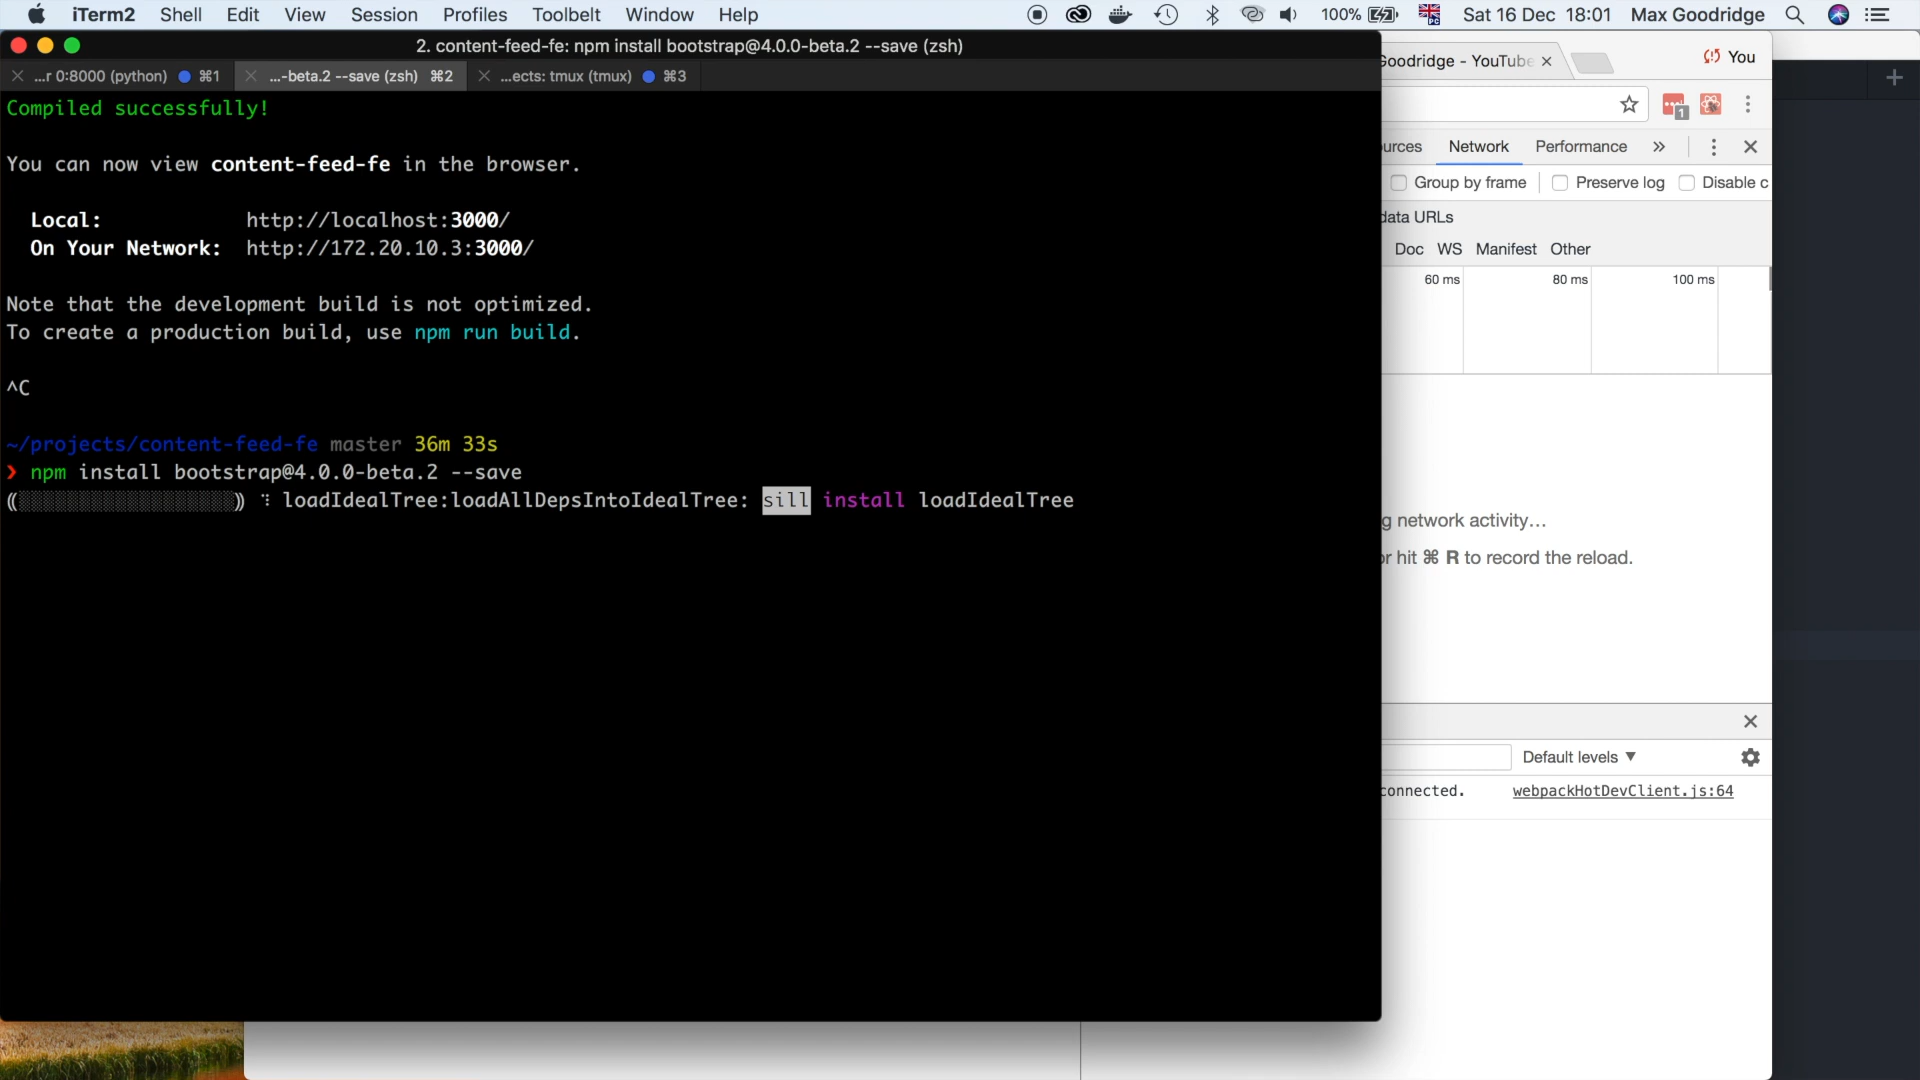 iTerm2 Shell Edit View Session Profiles Toolbelt Window Help 100% Sat 16 Dec 18:01 Max Goodridge
2. content-feed-fe: npm install bootstrap@4.0.0-beta.2 --save (zsh)
...r 0:8000 (python) ⌘1 ...-beta.2 --save (zsh) ⌘2 ...ects: tmux (tmux) ⌘3
Compiled successfully!
You can now view content-feed-fe in the browser.
Local: http://localhost:3000/
On Your Network: http://172.20.10.3:3000/
Note that the development build is not optimized.
To create a production build, use npm run build.
^C
~/projects/content-feed-fe master 36m 33s
❯ npm install bootstrap@4.0.0-beta.2 --save
loadIdealTree:loadAllDepsIntoIdealTree: sill install loadIdealTree
Goodridge - YouTube You
1
urces Network Performance »
Group by frame Preserve log Disable c
data URLs
Doc WS Manifest Other
60 ms 80 ms 100 ms
g network activity…
or hit ⌘ R to record the reload.
Default levels ▼
connected. webpackHotDevClient.js:64